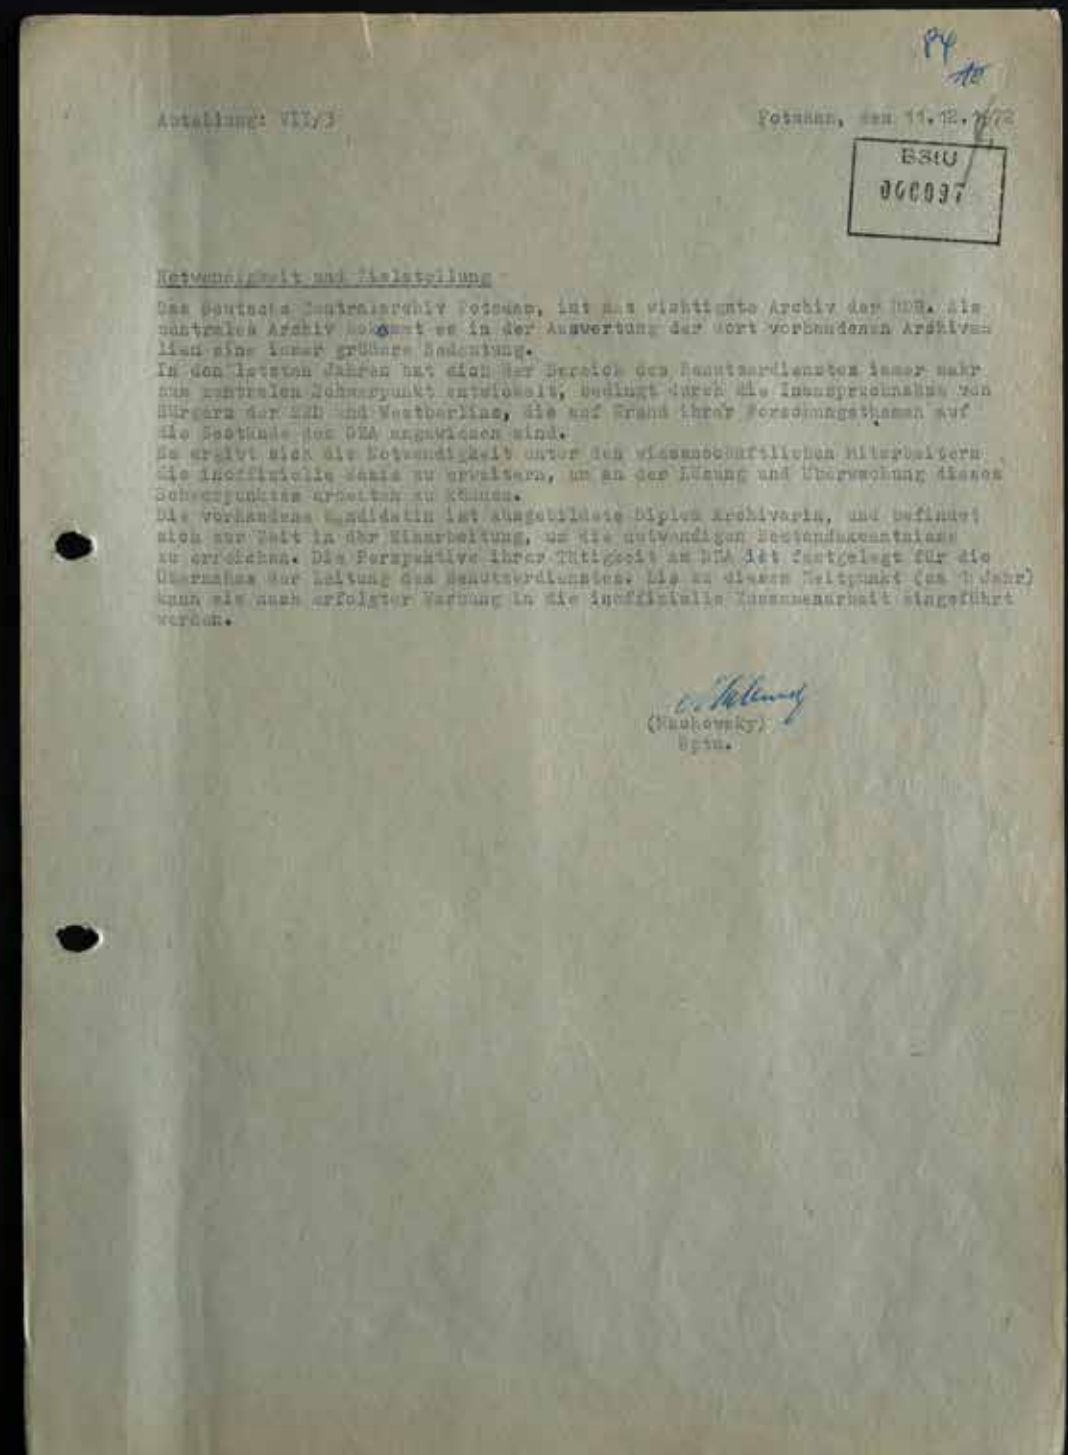 84
10
Abteilung: VII/3
Potsdam, den 11.12.1972
BStU
000097
Notwendigkeit und Zielstellung
Das Deutsche Zentralarchiv Potsdam, ist das wichtigste Archiv der DDR. Als
zentrales Archiv bekommt es in der Auswertung der dort vorhandenen Archiva
lien eine immer größere Bedeutung.
In den letzten Jahren hat sich der Bereich des Benutzerdienstes immer mehr
zum zentralen Schwerpunkt entwickelt, bedingt durch die Inanspruchnahme von
Bürgern der BRD und Westberlins, die auf Grund ihrer Forschungsthemen auf
die Bestände des DZA angewiesen sind.
So ergibt sich die Notwendigkeit unter den wissenschaftlichen Mitarbeitern
die inoffizielle Basis zu erweitern, um an der Lösung und Überwachung dieses
Schwerpunktes arbeiten zu können.
Die vorhandene Kandidatin ist ausgebildete Diplom Archivarin, und befindet
sich zur Zeit in der Einarbeitung, um die notwendigen Bestandskenntnisse
zu erreichen. Die Perspektive ihrer Tätigkeit am DZA ist festgelegt für die
Übernahme der Leitung des Benutzerdienstes. Bis zu diesem Zeitpunkt (ca Jahr)
kann sie nach erfolgter Werbung in die inoffizielle Zusammenarbeit eingeführt
werden.
(Machowsky)
Hptm.